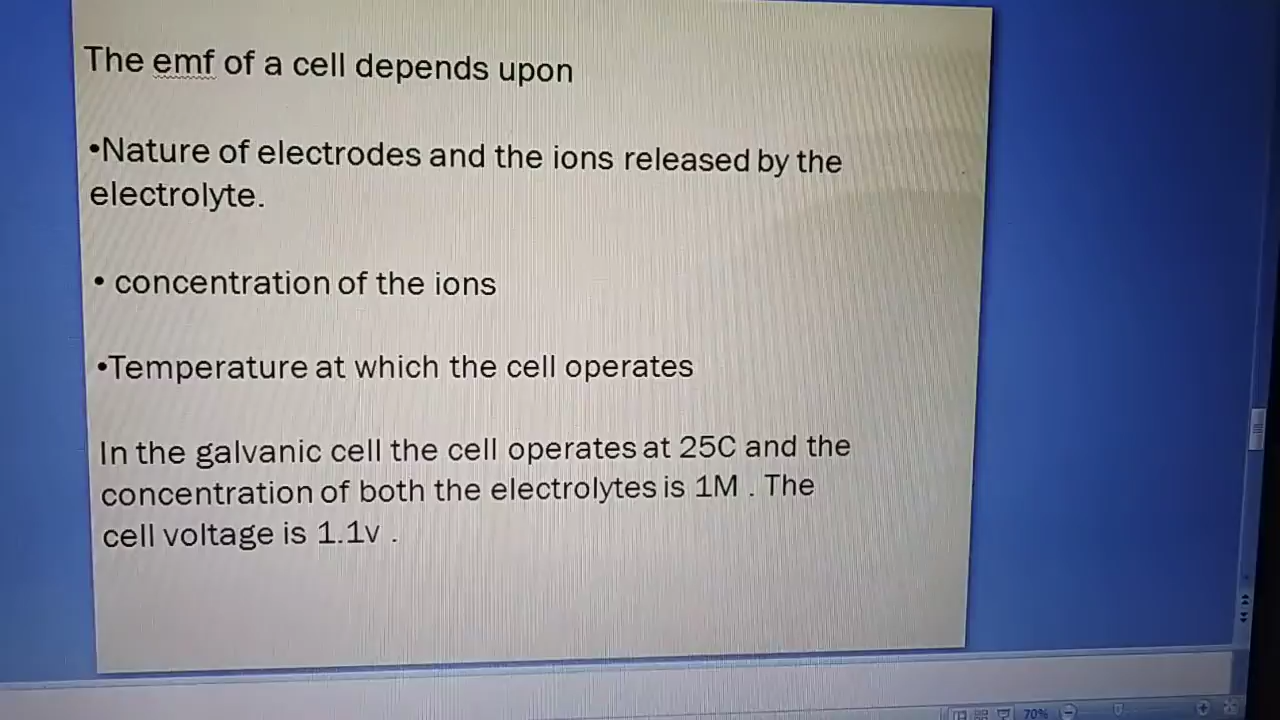 The emf of a cell depends upon
•Nature of electrodes and the ions released by the
electrolyte.
• concentration of the ions
•Temperature at which the cell operates
In the galvanic cell the cell operates at 25C and the
concentration of both the electrolytes is 1M . The
cell voltage is 1.1v .
70%